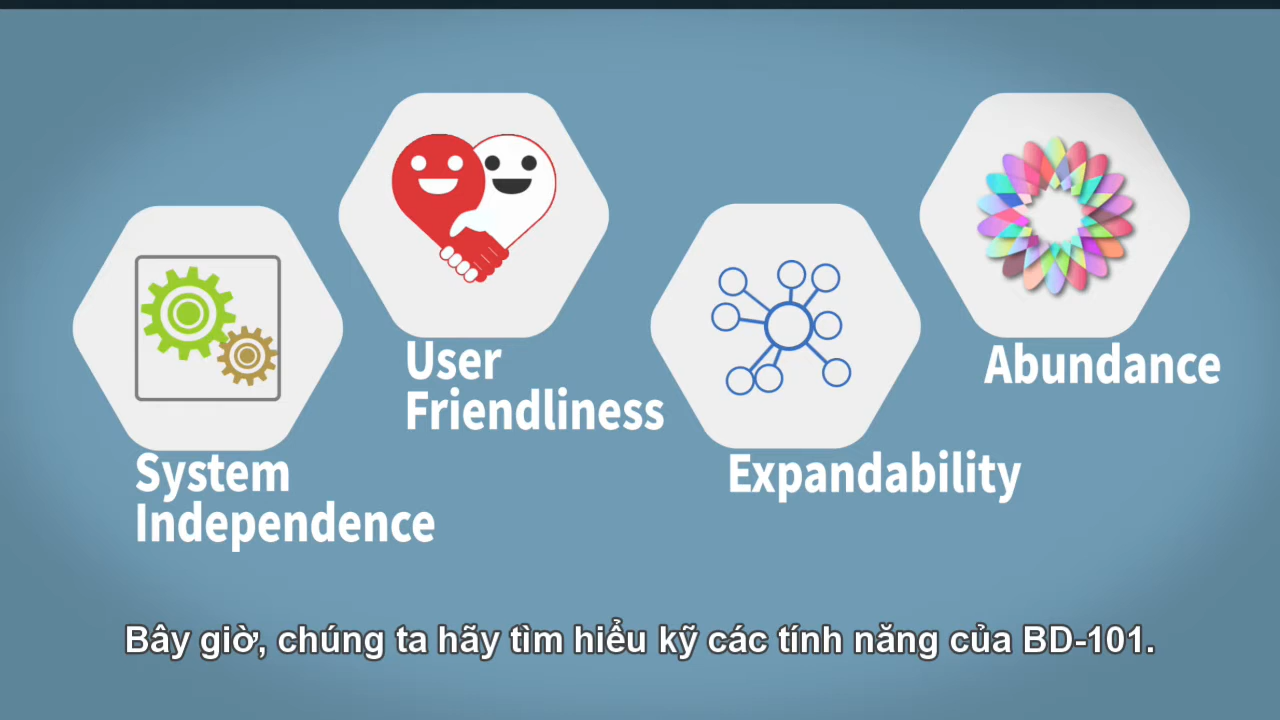 System
Independence
User
Friendliness
Expandability
Abundance
Bây giờ, chúng ta hãy tìm hiểu kỹ các tính năng của BD-101.